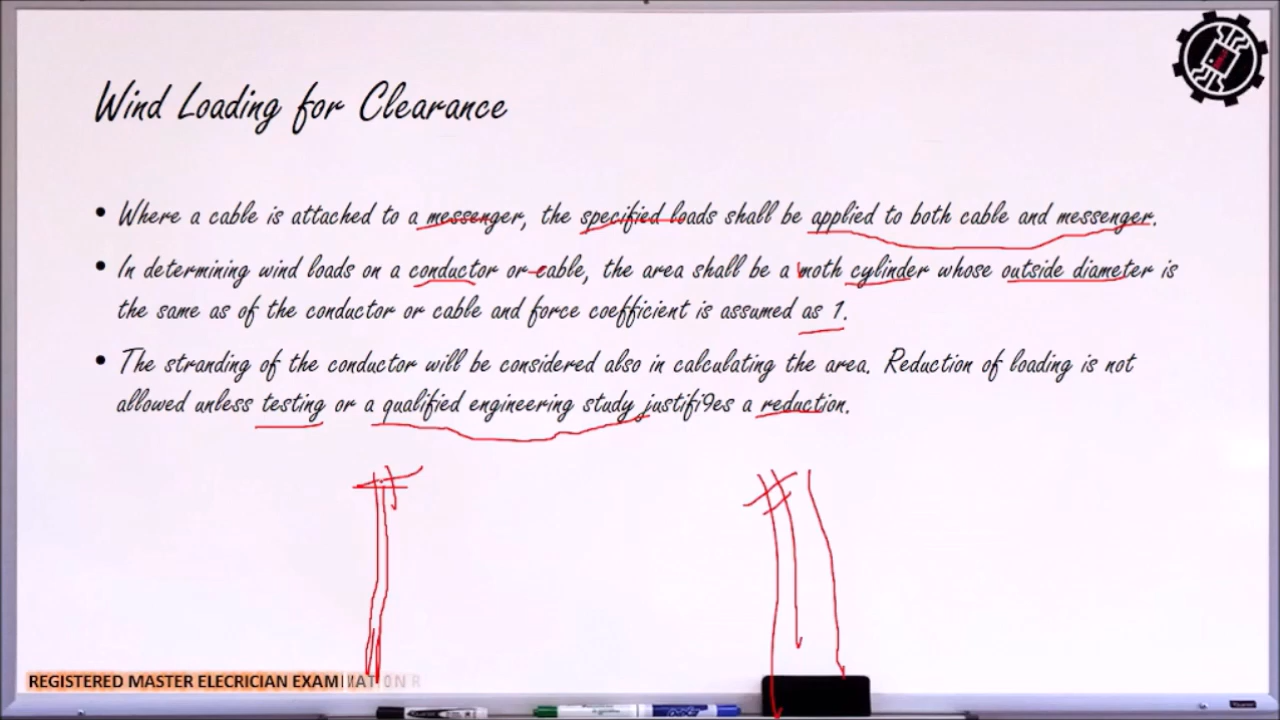 Wind Loading for Clearance
• Where a cable is attached to a messenger, the specified loads shall be applied to both cable and messenger.
• In determining wind loads on a conductor or cable, the area shall be a moth cylinder whose outside diameter is
the same as of the conductor or cable and force coefficient is assumed as 1.
• The stranding of the conductor will be considered also in calculating the area. Reduction of loading is not
allowed unless testing or a qualified engineering study justifi9es a reduction.
REGISTERED MASTER ELECRICIAN EXAMINATION R